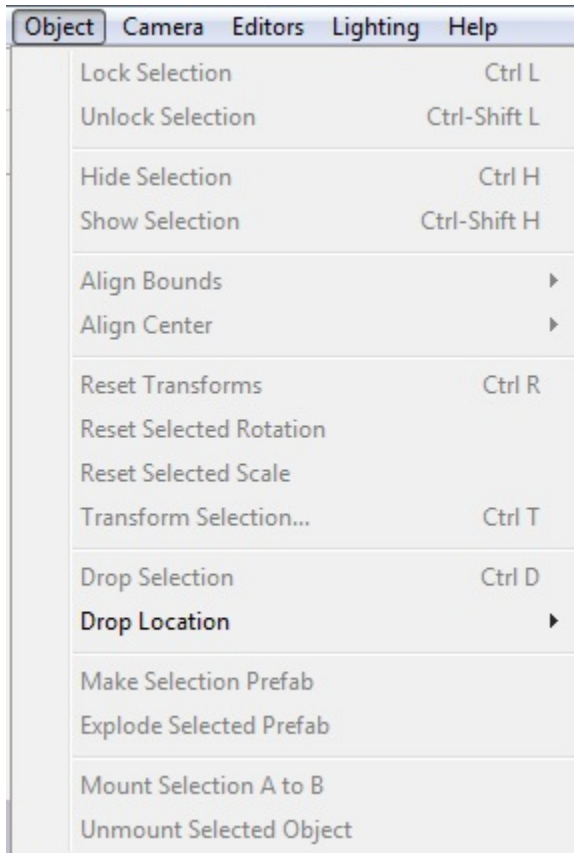 Object Camera Editors Lighting Help
Lock Selection Ctrl L
Unlock Selection Ctrl-Shift L
Hide Selection Ctrl H
Show Selection Ctrl-Shift H
Align Bounds
Align Center
Reset Transforms Ctrl R
Reset Selected Rotation
Reset Selected Scale
Transform Selection... Ctrl T
Drop Selection Ctrl D
Drop Location
Make Selection Prefab
Explode Selected Prefab
Mount Selection A to B
Unmount Selected Object